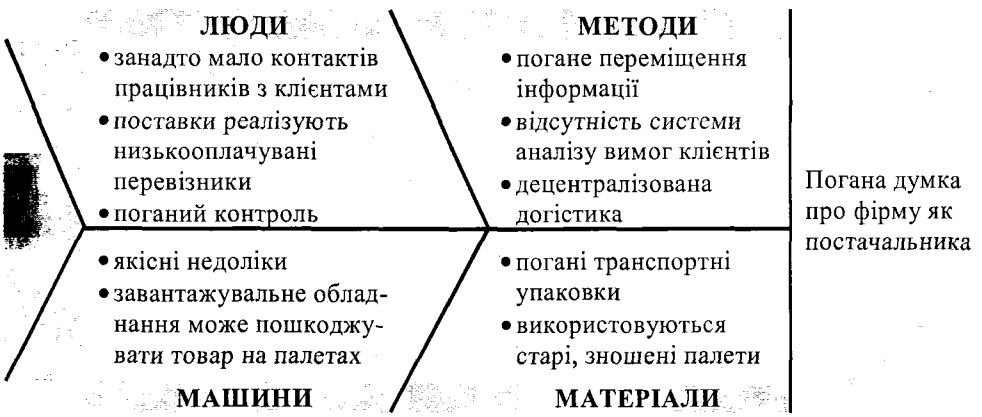 ЛЮДИ
• занадто мало контактів
працівників з клієнтами
• поставки реалізують
низькооплачувані
перевізники
• поганий контроль
МЕТОДИ
• погане переміщення
інформації
• відсутність системи
аналізу вимог клієнтів
• децентралізована
догістика
• якісні недоліки
• завантажувальне облад-
нання може пошкоджу-
вати товар на палетах
МАШИНИ
• погані транспортні
упаковки
• використовуються
старі, зношені палети
МАТЕРІАЛИ
Погана думка
про фірму як
постачальника